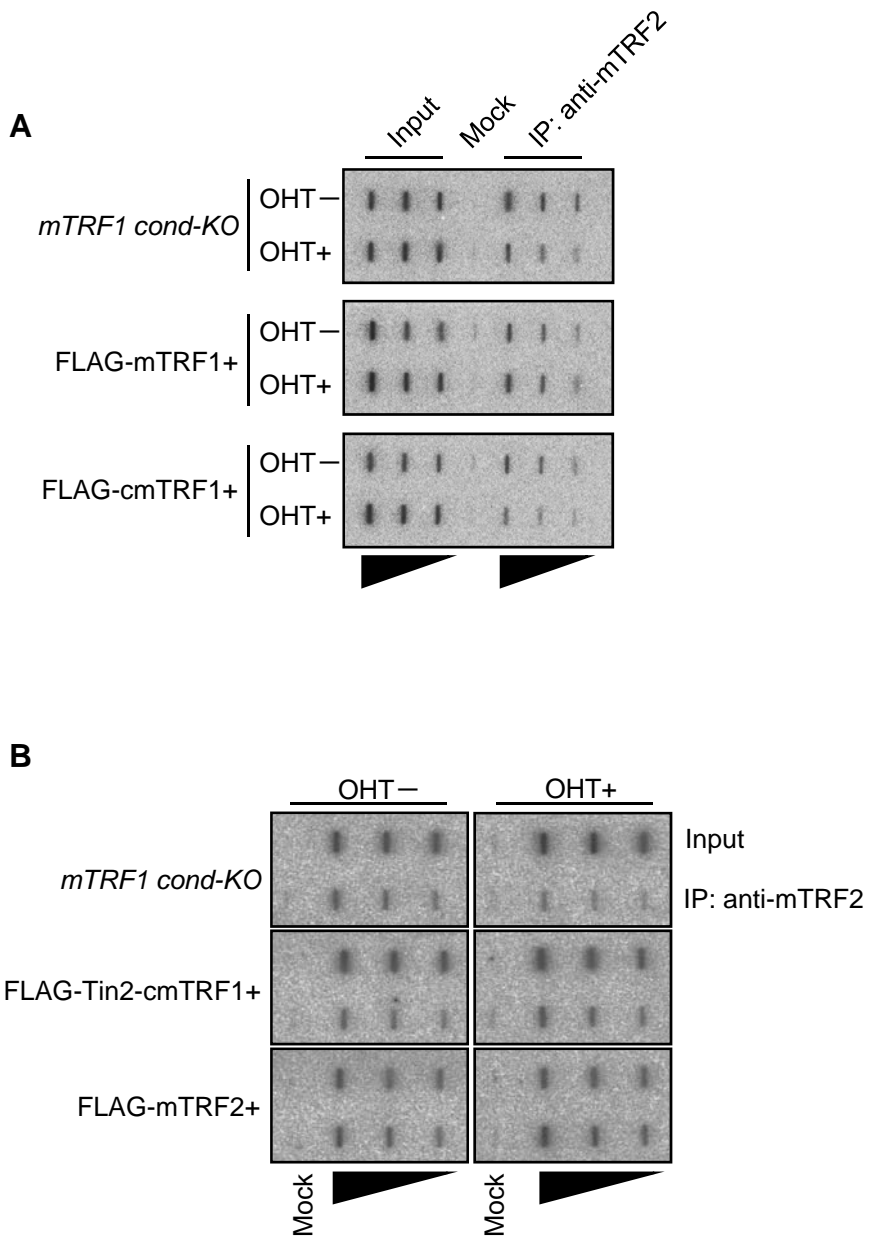 A
Input
Mock
IP: anti-mTRF2
mTRF1 cond-KO
OHT－
OHT+
FLAG-mTRF1+
OHT－
OHT+
FLAG-cmTRF1+
OHT－
OHT+
B
OHT－
OHT+
mTRF1 cond-KO
Input
IP: anti-mTRF2
FLAG-Tin2-cmTRF1+
FLAG-mTRF2+
Mock
Mock